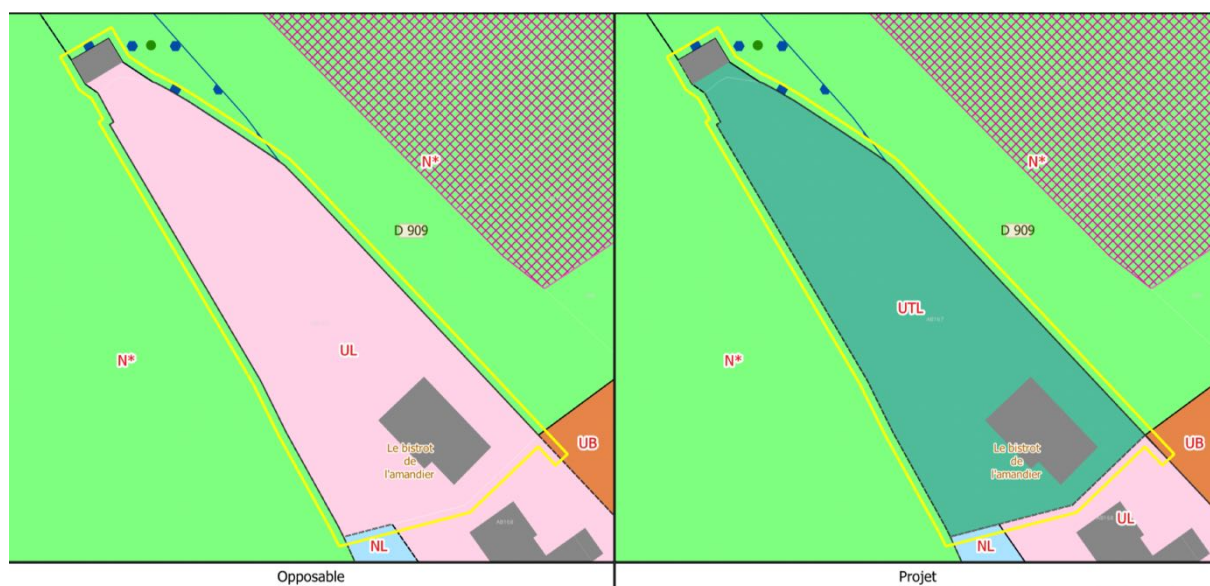 N*
D 909
N*
UL
Le bistrot
de
l'amandier
UB
NL
Opposable
N*
D 909
N*
UTL
Le bistrot
de
l'amandier
UB
UL
NL
Projet